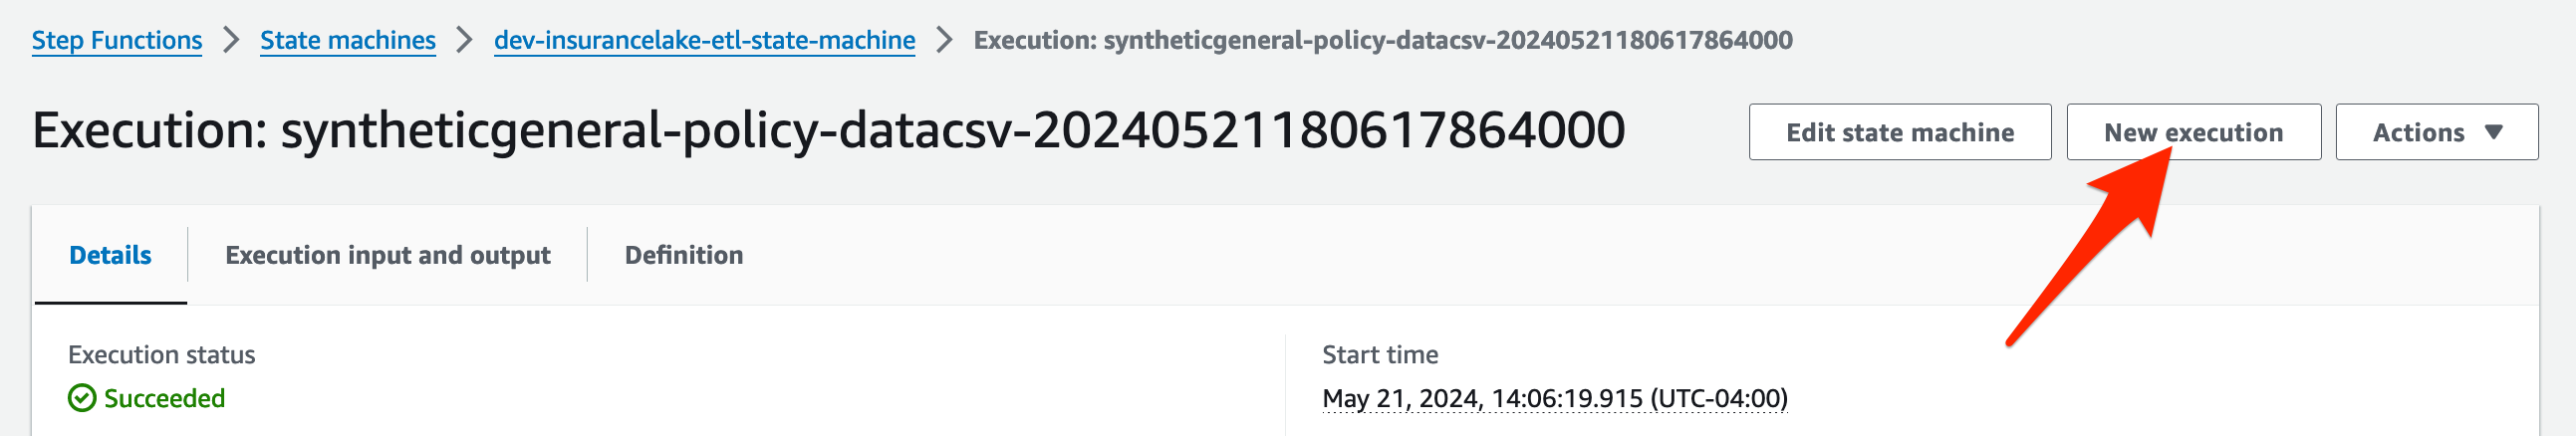 Step Functions > State machines > dev-insurancelake-etl-state-machine > Execution: syntheticgeneral-policy-datacsv-20240521180617864000
Execution: syntheticgeneral-policy-datacsv-20240521180617864000
Edit state machine
New execution
Actions
Details
Execution input and output
Definition
Execution status
Succeeded
Start time
May 21, 2024, 14:06:19.915 (UTC-04:00)